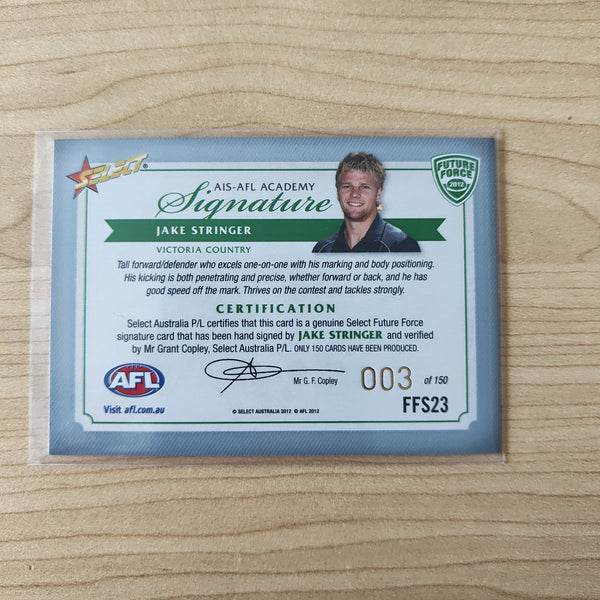 SELECT®
AIS-AFL ACADEMY
Signature
FUTURE
FORCE
2012
JAKE STRINGER
VICTORIA COUNTRY
Tall forward/defender who excels one-on-one with his marking and body positioning.
His kicking is both penetrating and precise, whether forward or back, and he has
good speed off the mark. Thrives on the contest and tackles strongly.
CERTIFICATION
Select Australia P/L certifies that this card is a genuine Select Future Force
signature card that has been hand signed by JAKE STRINGER and verified
by Mr Grant Copley, Select Australia P/L. ONLY 150 CARDS HAVE BEEN PRODUCED.
AFL
Mr G. F. Copley
003 of 150
Visit afl.com.au
© SELECT AUSTRALIA 2012 © AFL 2012
FFS23